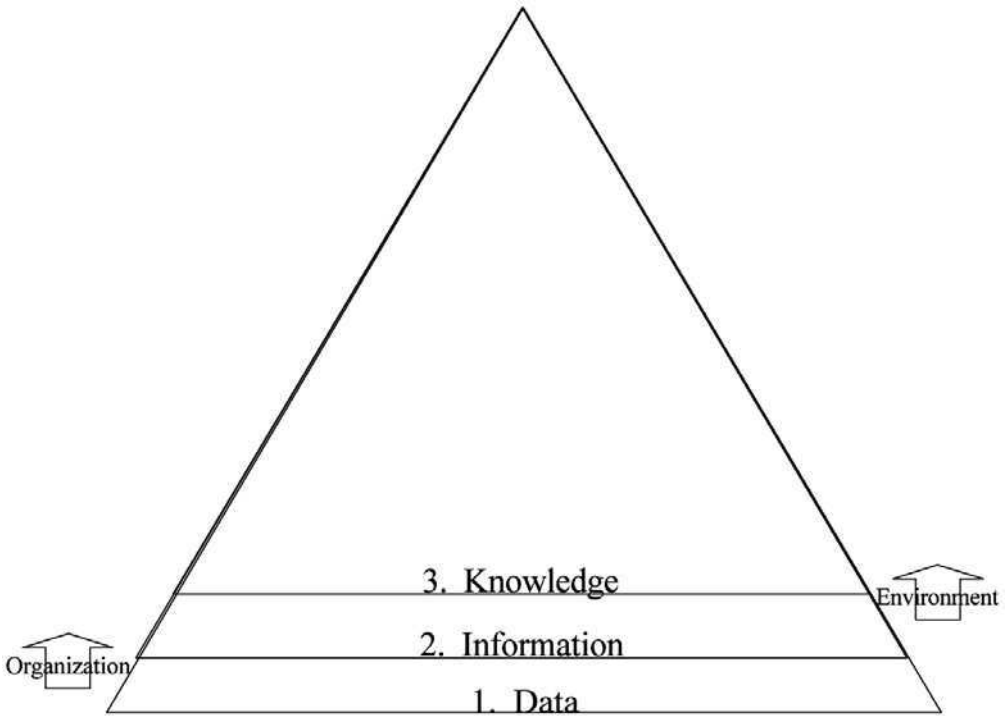 3. Knowledge
Environment
2. Information
Organization
1. Data